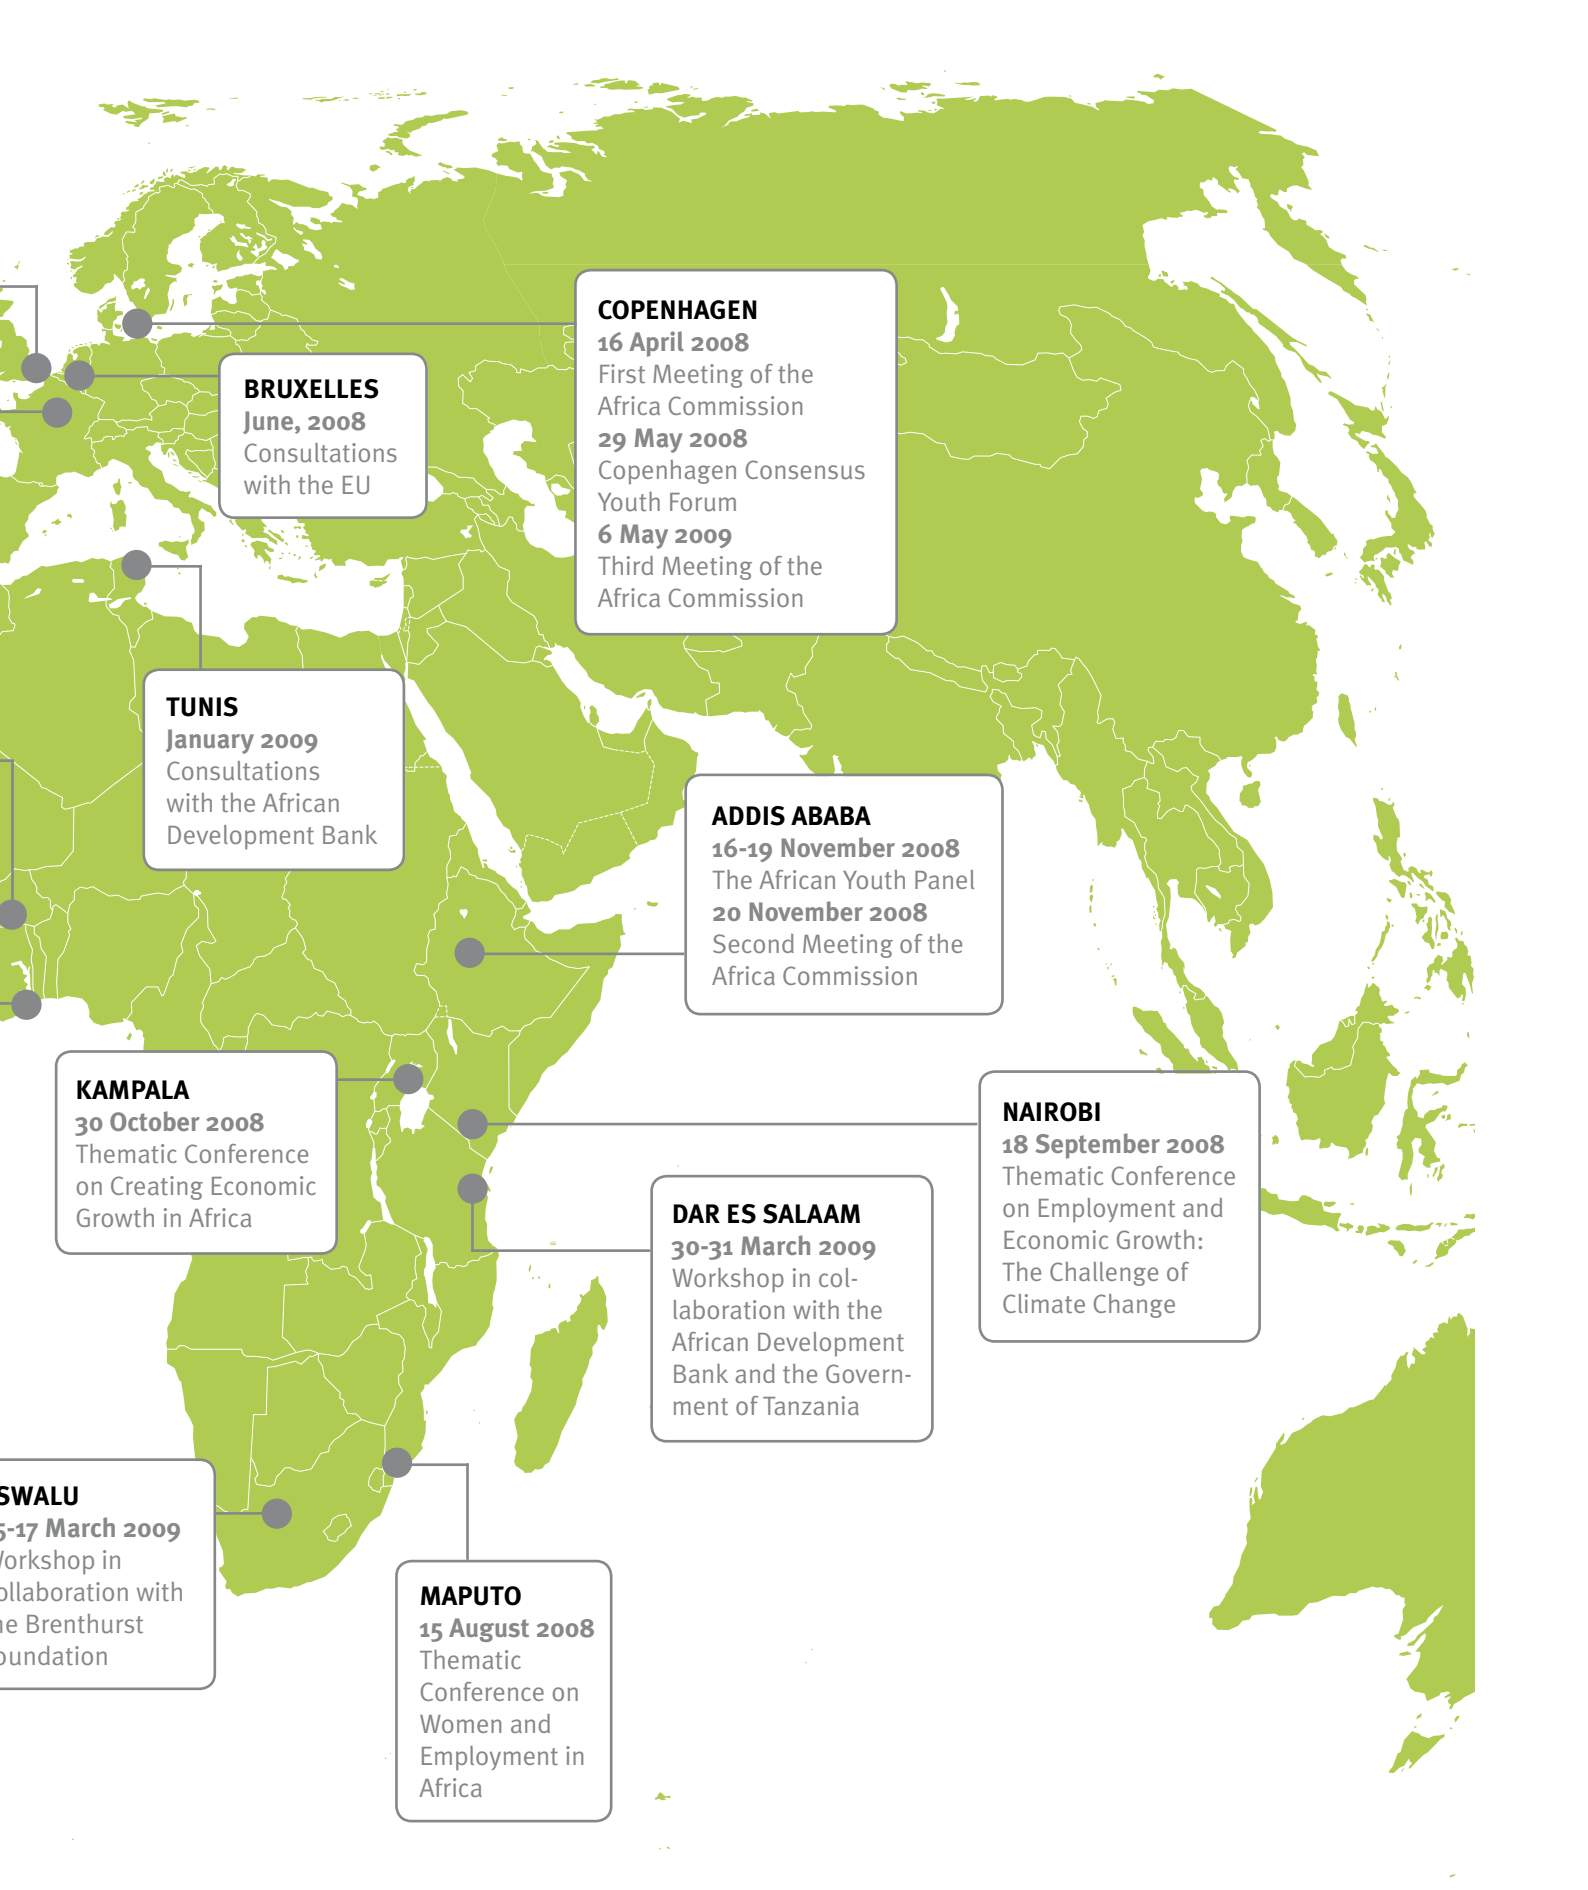 COPENHAGEN
16 April 2008
First Meeting of the
Africa Commission
29 May 2008
Copenhagen Consensus
Youth Forum
6 May 2009
Third Meeting of the
Africa Commission
BRUXELLES
June, 2008
Consultations
with the EU
TUNIS
January 2009
Consultations
with the African
Development Bank
ADDIS ABABA
16-19 November 2008
The African Youth Panel
20 November 2008
Second Meeting of the
Africa Commission
KAMPALA
30 October 2008
Thematic Conference
on Creating Economic
Growth in Africa
NAIROBI
18 September 2008
Thematic Conference
on Employment and
Economic Growth:
The Challenge of
Climate Change
DAR ES SALAAM
30-31 March 2009
Workshop in col-
laboration with the
African Development
Bank and the Govern-
ment of Tanzania
SWALU
5-17 March 2009
orkshop in
ollaboration with
he Brenthurst
oundation
MAPUTO
15 August 2008
Thematic
Conference on
Women and
Employment in
Africa